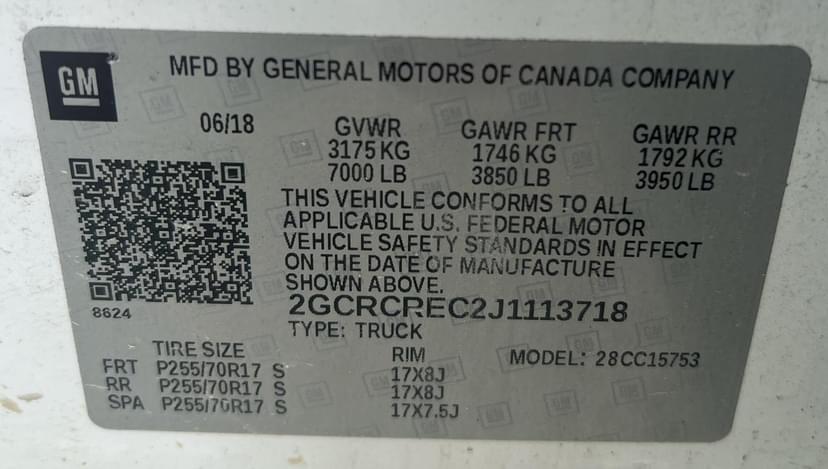 GM
MFD BY GENERAL MOTORS OF CANADA COMPANY
06/18 GVWR GAWR FRT GAWR RR
3175 KG 1746 KG 1792 KG
7000 LB 3850 LB 3950 LB
THIS VEHICLE CONFORMS TO ALL
APPLICABLE U.S. FEDERAL MOTOR
VEHICLE SAFETY STANDARDS IN EFFECT
ON THE DATE OF MANUFACTURE
SHOWN ABOVE.
8624
2GCRCREC2J1113718
TYPE: TRUCK
TIRE SIZE RIM MODEL: 28CC15753
FRT P255/70R17 S 17X8J
RR P255/70R17 S 17X8J
SPA P255/70R17 S 17X7.5J